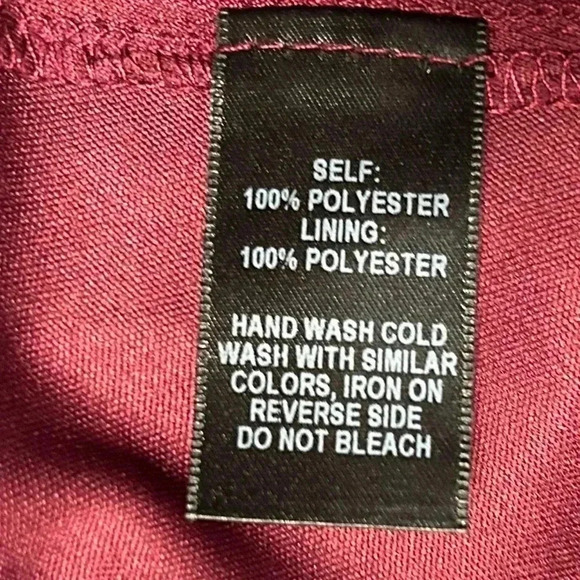 SELF:
100% POLYESTER
LINING:
100% POLYESTER
HAND WASH COLD
WASH WITH SIMILAR
COLORS, IRON ON
REVERSE SIDE
DO NOT BLEACH